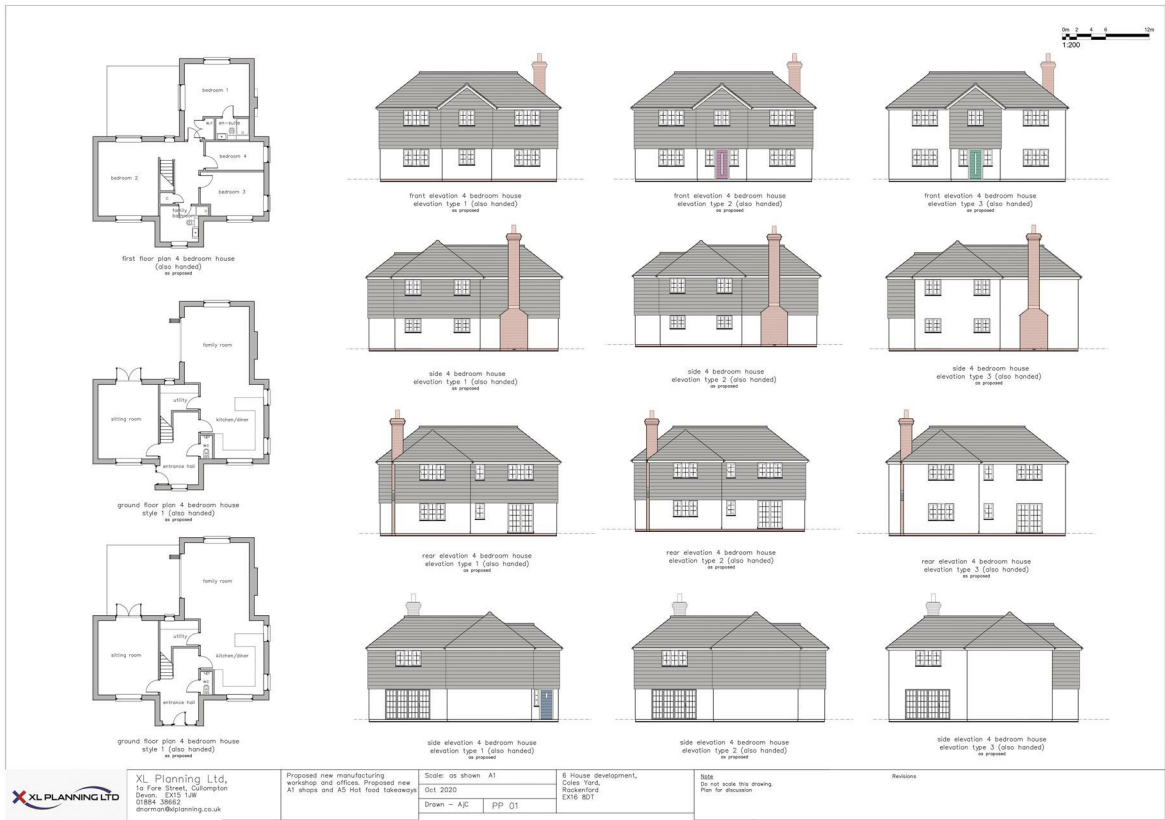 0m 2 4 6 12m
1:200
bedroom 1
w.r
en-suite
bedroom 4
bedroom 2
bedroom 3
c
family
bathroom
first floor plan 4 bedroom house
(also handed)
as proposed
front elevation 4 bedroom house
elevation type 1 (also handed)
as proposed
front elevation 4 bedroom house
elevation type 2 (also handed)
as proposed
front elevation 4 bedroom house
elevation type 3 (also handed)
as proposed
side 4 bedroom house
elevation type 1 (also handed)
as proposed
side 4 bedroom house
elevation type 2 (also handed)
as proposed
side 4 bedroom house
elevation type 3 (also handed)
as proposed
family room
utility
sitting room
kitchen/diner
wc
entrance hall
ground floor plan 4 bedroom house
style 1 (also handed)
as proposed
rear elevation 4 bedroom house
elevation type 1 (also handed)
as proposed
rear elevation 4 bedroom house
elevation type 2 (also handed)
as proposed
rear elevation 4 bedroom house
elevation type 3 (also handed)
as proposed
family room
utility
sitting room
kitchen/diner
wc
entrance hall
ground floor plan 4 bedroom house
style 1 (also handed)
as proposed
side elevation 4 bedroom house
elevation type 1 (also handed)
as proposed
side elevation 4 bedroom house
elevation type 2 (also handed)
as proposed
side elevation 4 bedroom house
elevation type 3 (also handed)
as proposed
XL PLANNING LTD
XL Planning Ltd,
1a Fore Street, Cullompton
Devon. EX15 1JW
01884 38662
dnorman@xlplanning.co.uk
Proposed new manufacturing
workshop and offices. Proposed new
A1 shops and A5 Hot food takeaways
Scale: as shown A1
Oct 2020
Drawn - AJC
PP 01
6 House development,
Coles Yard,
Rackenford
EX16 8DT
Note
Do not scale this drawing.
Plan for discussion
Revisions